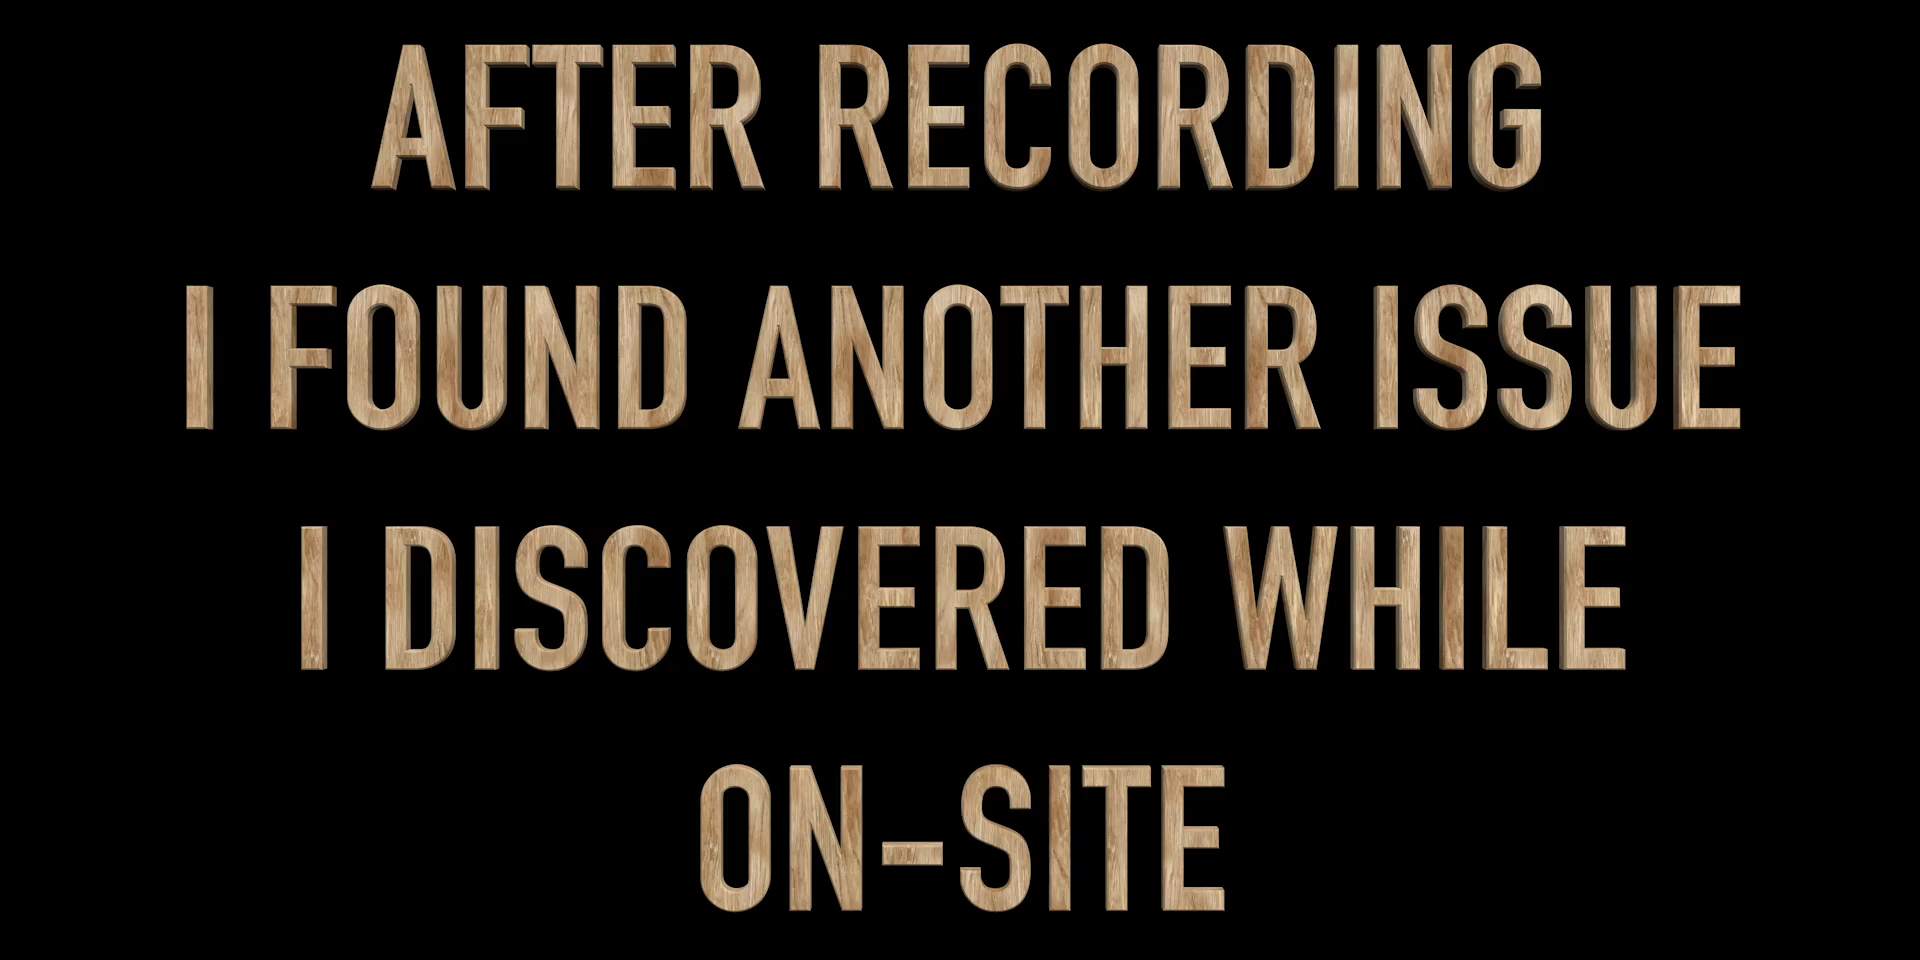 AFTER RECORDING
I FOUND ANOTHER ISSUE
I DISCOVERED WHILE
ON-SITE